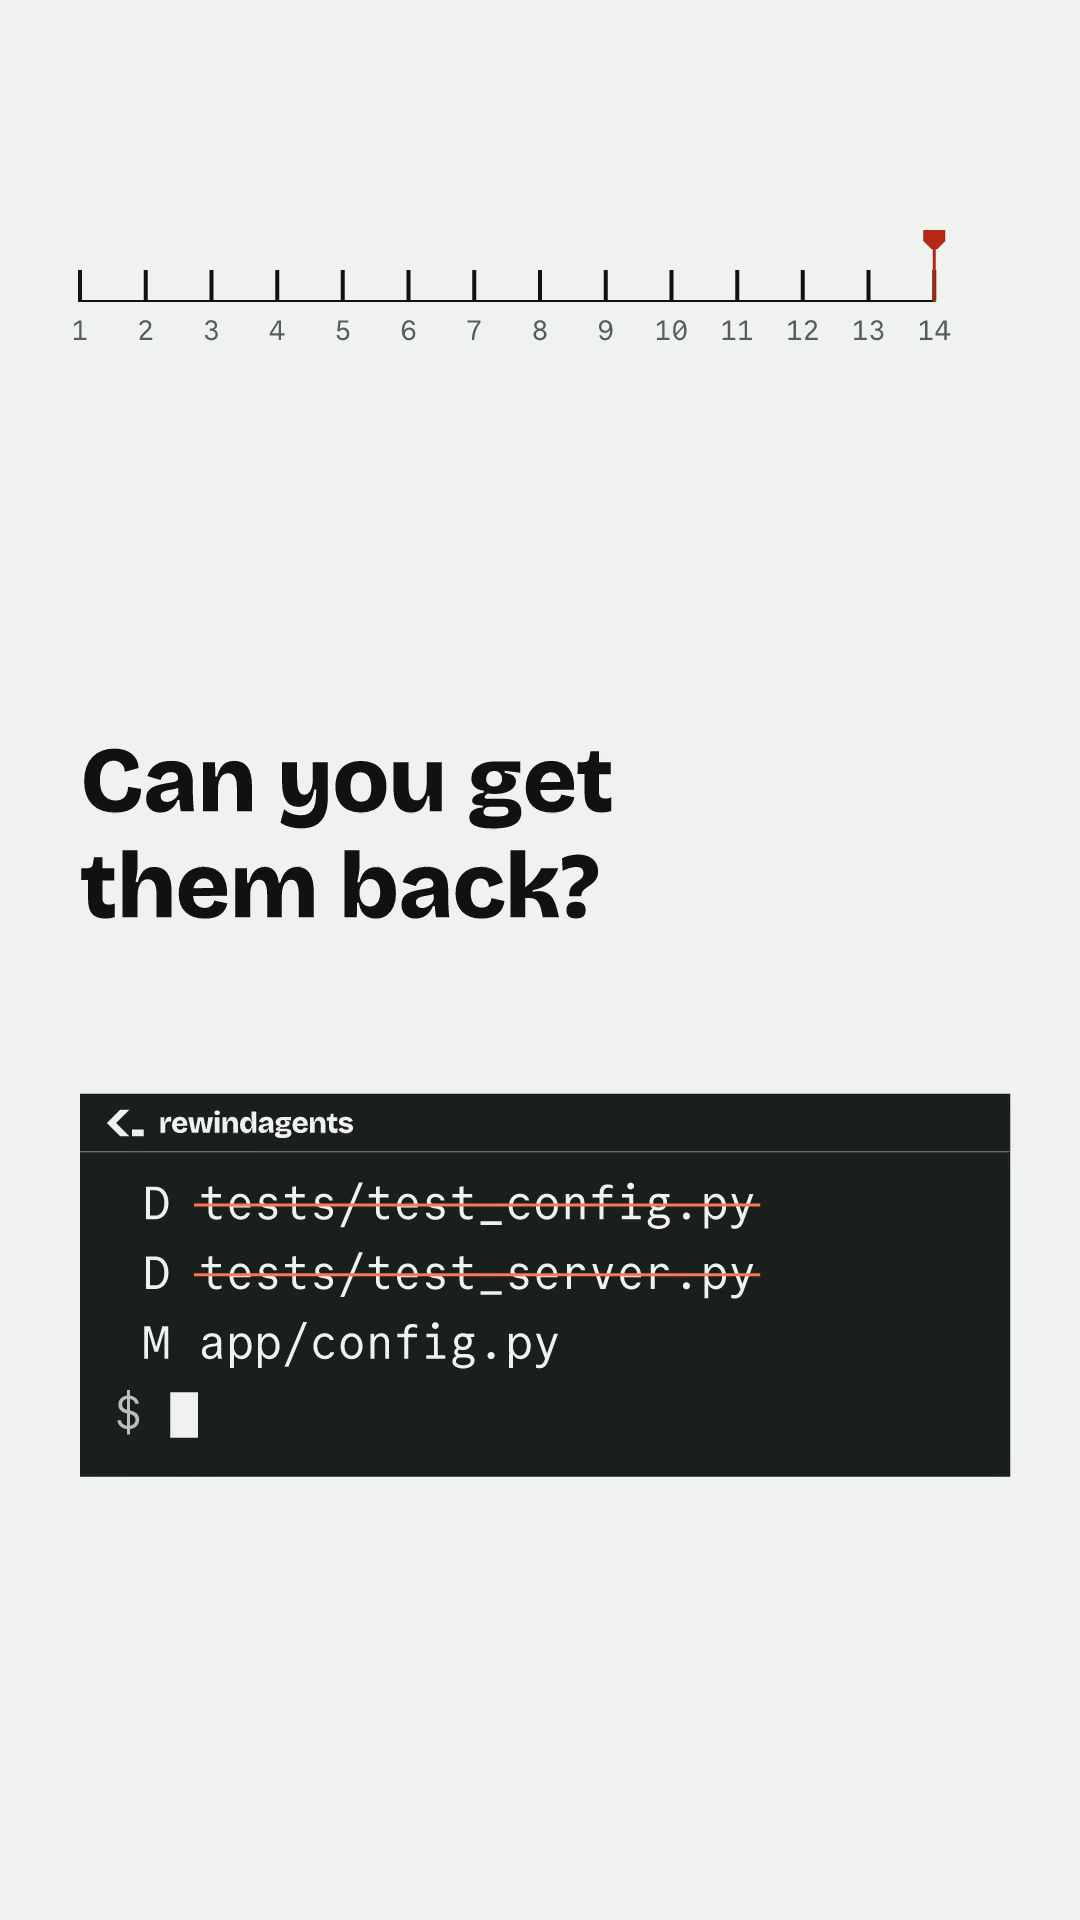 1 2 3 4 5 6 7 8 9 10 11 12 13 14
Can you get
them back?
rewindagents
D tests/test_config.py
D tests/test_server.py
M app/config.py
$